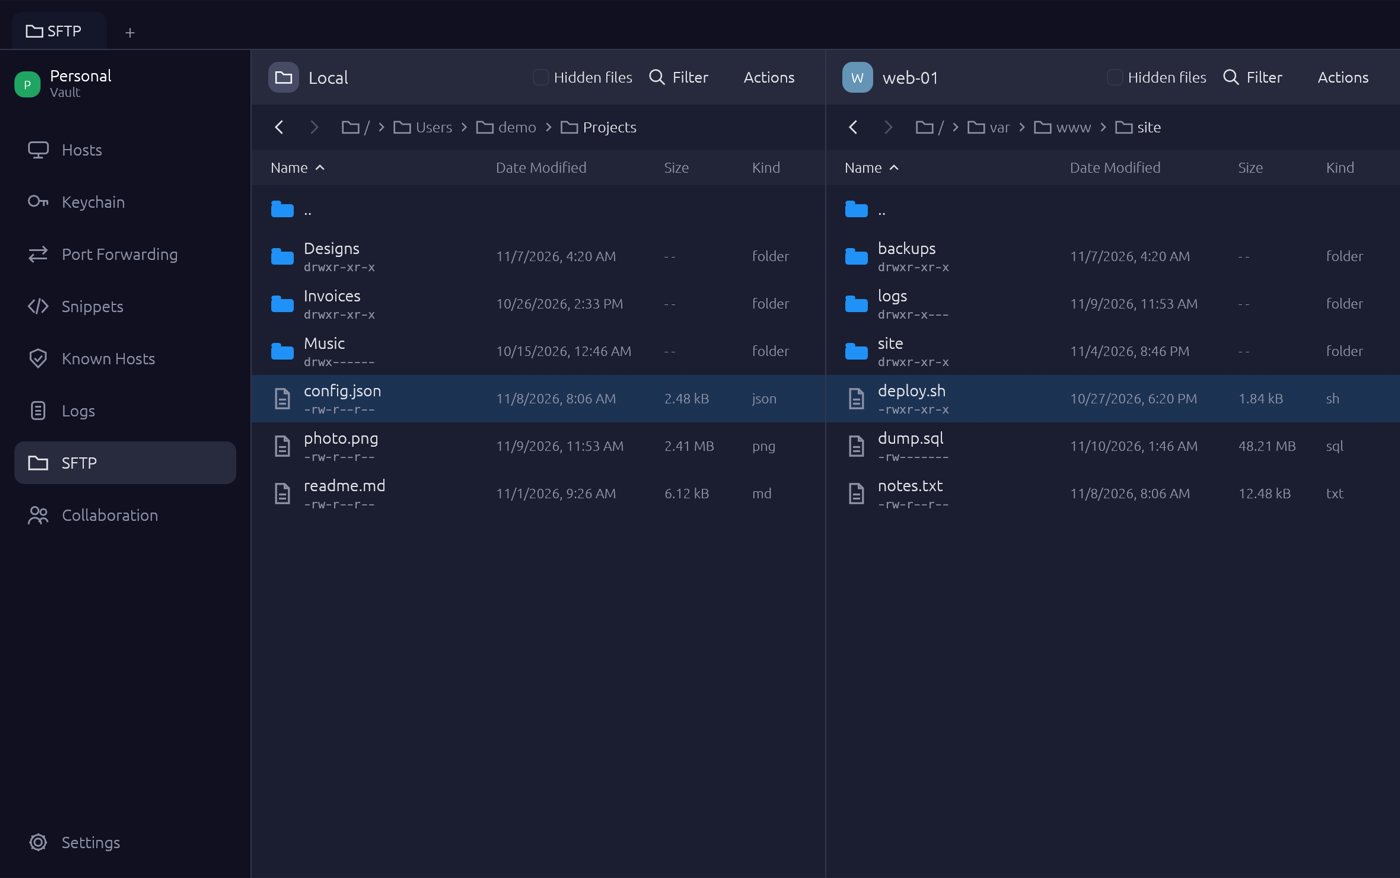 SFTP
+
P
Personal
Vault
Hosts
Keychain
Port Forwarding
Snippets
Known Hosts
Logs
SFTP
Collaboration
Settings
Local
Hidden files
Filter
Actions
/ > Users > demo > Projects
Name Date Modified Size Kind
..
Designs
drwxr-xr-x
11/7/2026, 4:20 AM -- folder
Invoices
drwxr-xr-x
10/26/2026, 2:33 PM -- folder
Music
drwx------
10/15/2026, 12:46 AM -- folder
config.json
-rw-r--r--
11/8/2026, 8:06 AM 2.48 kB json
photo.png
-rw-r--r--
11/9/2026, 11:53 AM 2.41 MB png
readme.md
-rw-r--r--
11/1/2026, 9:26 AM 6.12 kB md
W
web-01
Hidden files
Filter
Actions
/ > var > www > site
Name Date Modified Size Kind
..
backups
drwxr-xr-x
11/7/2026, 4:20 AM -- folder
logs
drwxr-x---
11/9/2026, 11:53 AM -- folder
site
drwxr-xr-x
11/4/2026, 8:46 PM -- folder
deploy.sh
-rwxr-xr-x
10/27/2026, 6:20 PM 1.84 kB sh
dump.sql
-rw-------
11/10/2026, 1:46 AM 48.21 MB sql
notes.txt
-rw-r--r--
11/8/2026, 8:06 AM 12.48 kB txt